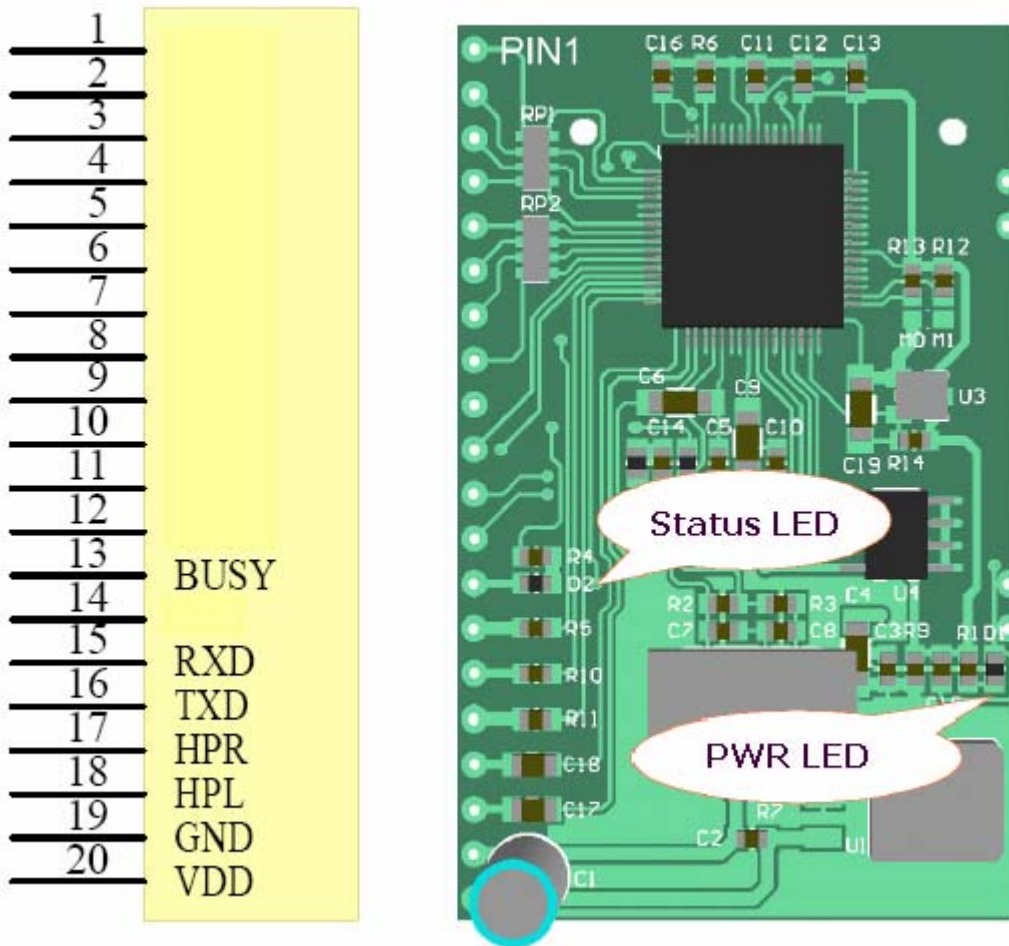 1
2
3
4
5
6
7
8
9
10
11
12
13
BUSY
14
15
RXD
16
TXD
17
HPR
18
HPL
19
GND
20
VDD
PIN1
C16 R6 C11 C12 C13
RP1
RP2
R13 R12
M0 M1
C6
C9
U3
C14 C5 C10
C19 R14
Status LED
R4
D2
U4
R2 R3
C4
R5
C7 C8
C3 R9 R1 D1
R10
R11
PWR LED
C18
C17
R7
C2
U1
C1